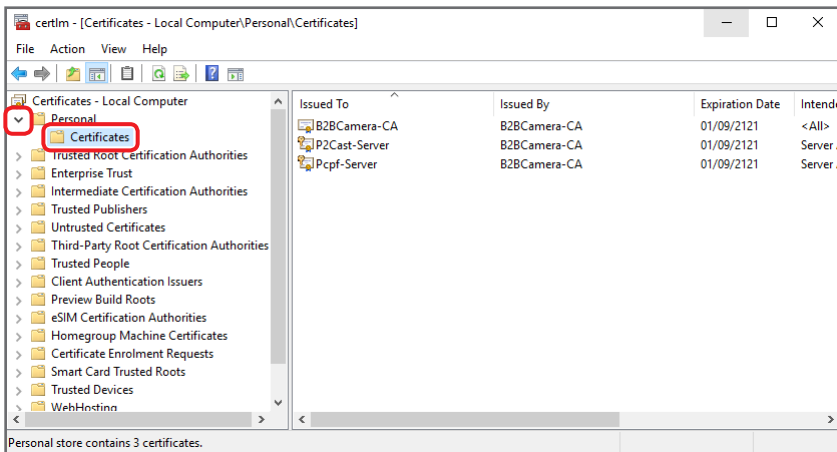 certlm - [Certificates - Local Computer\Personal\Certificates]
File Action View Help
Certificates - Local Computer
Personal
Certificates
Trusted Root Certification Authorities
Enterprise Trust
Intermediate Certification Authorities
Trusted Publishers
Untrusted Certificates
Third-Party Root Certification Authorities
Trusted People
Client Authentication Issuers
Preview Build Roots
eSIM Certification Authorities
Homegroup Machine Certificates
Certificate Enrolment Requests
Smart Card Trusted Roots
Trusted Devices
WebHosting
Issued To Issued By Expiration Date Intende
B2BCamera-CA B2BCamera-CA 01/09/2121 <All>
P2Cast-Server B2BCamera-CA 01/09/2121 Server
Pcpf-Server B2BCamera-CA 01/09/2121 Server
Personal store contains 3 certificates.